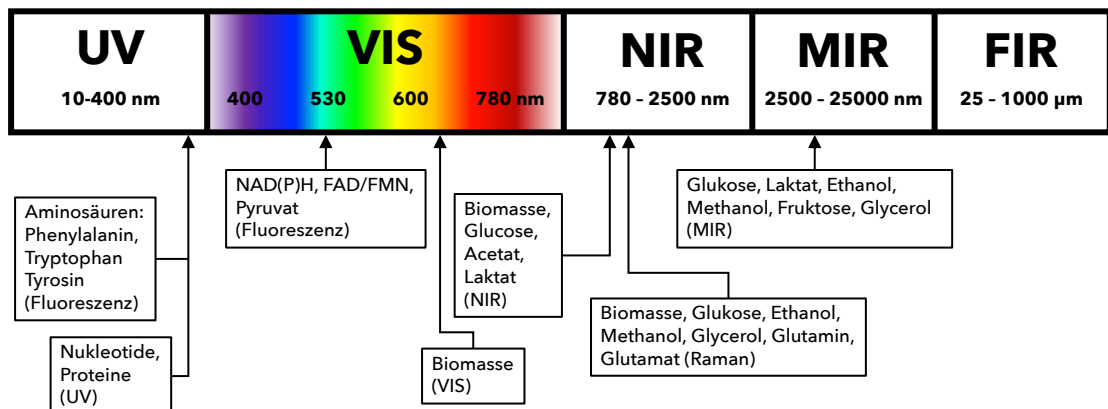 UV
10-400 nm
VIS
400 530 600 780 nm
NIR
780 – 2500 nm
MIR
2500 – 25000 nm
FIR
25 – 1000 µm
Aminosäuren:
Phenylalanin,
Tryptophan
Tyrosin
(Fluoreszenz)
Nukleotide,
Proteine
(UV)
NAD(P)H, FAD/FMN,
Pyruvat
(Fluoreszenz)
Biomasse
(VIS)
Biomasse,
Glucose,
Acetat,
Laktat
(NIR)
Biomasse, Glukose, Ethanol,
Methanol, Glycerol, Glutamin,
Glutamat (Raman)
Glukose, Laktat, Ethanol,
Methanol, Fruktose, Glycerol
(MIR)